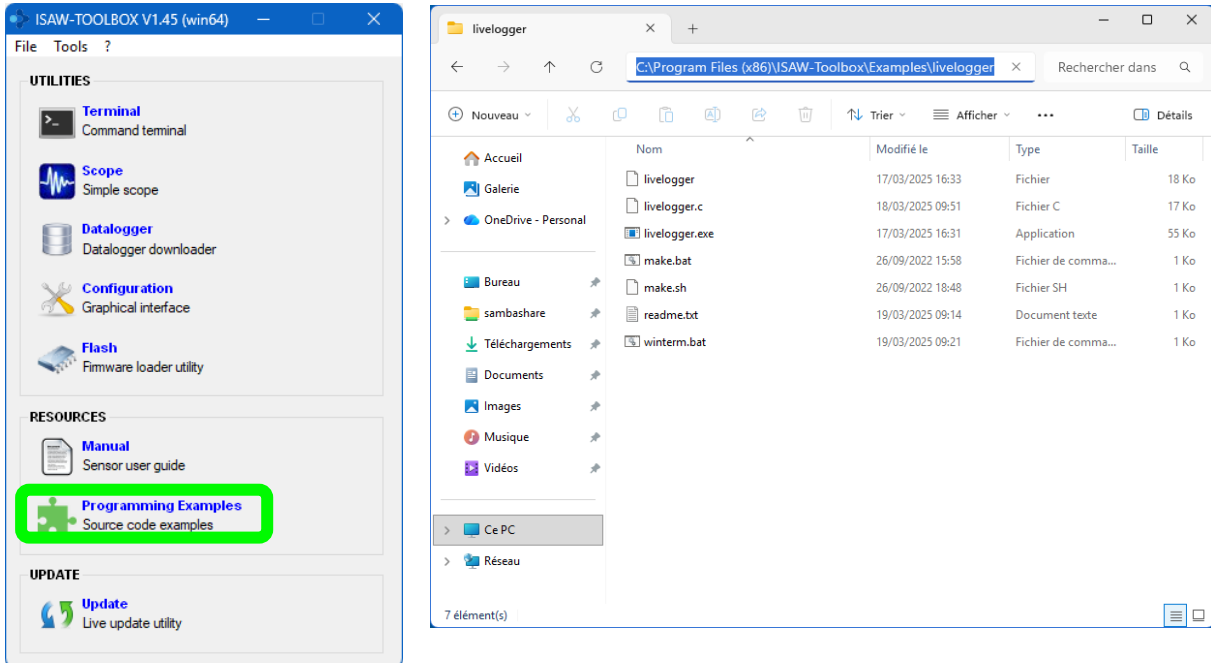 ISAW-TOOLBOX V1.45 (win64)
File Tools ?
UTILITIES
Terminal
Command terminal
Scope
Simple scope
Datalogger
Datalogger downloader
Configuration
Graphical interface
Flash
Firmware loader utility
RESOURCES
Manual
Sensor user guide
Programming Examples
Source code examples
UPDATE
Update
Live update utility
livelogger
C:\Program Files (x86)\ISAW-Toolbox\Examples\livelogger
Rechercher dans
Nouveau
Trier
Afficher
Détails
Accueil
Galerie
OneDrive - Personal
Bureau
sambashare
Téléchargements
Documents
Images
Musique
Vidéos
Ce PC
Réseau
Nom Modifié le Type Taille
livelogger 17/03/2025 16:33 Fichier 18 Ko
livelogger.c 18/03/2025 09:51 Fichier C 17 Ko
livelogger.exe 17/03/2025 16:31 Application 55 Ko
make.bat 26/09/2022 15:58 Fichier de comma... 1 Ko
make.sh 26/09/2022 18:48 Fichier SH 1 Ko
readme.txt 19/03/2025 09:14 Document texte 1 Ko
winterm.bat 19/03/2025 09:21 Fichier de comma... 1 Ko
7 élément(s)